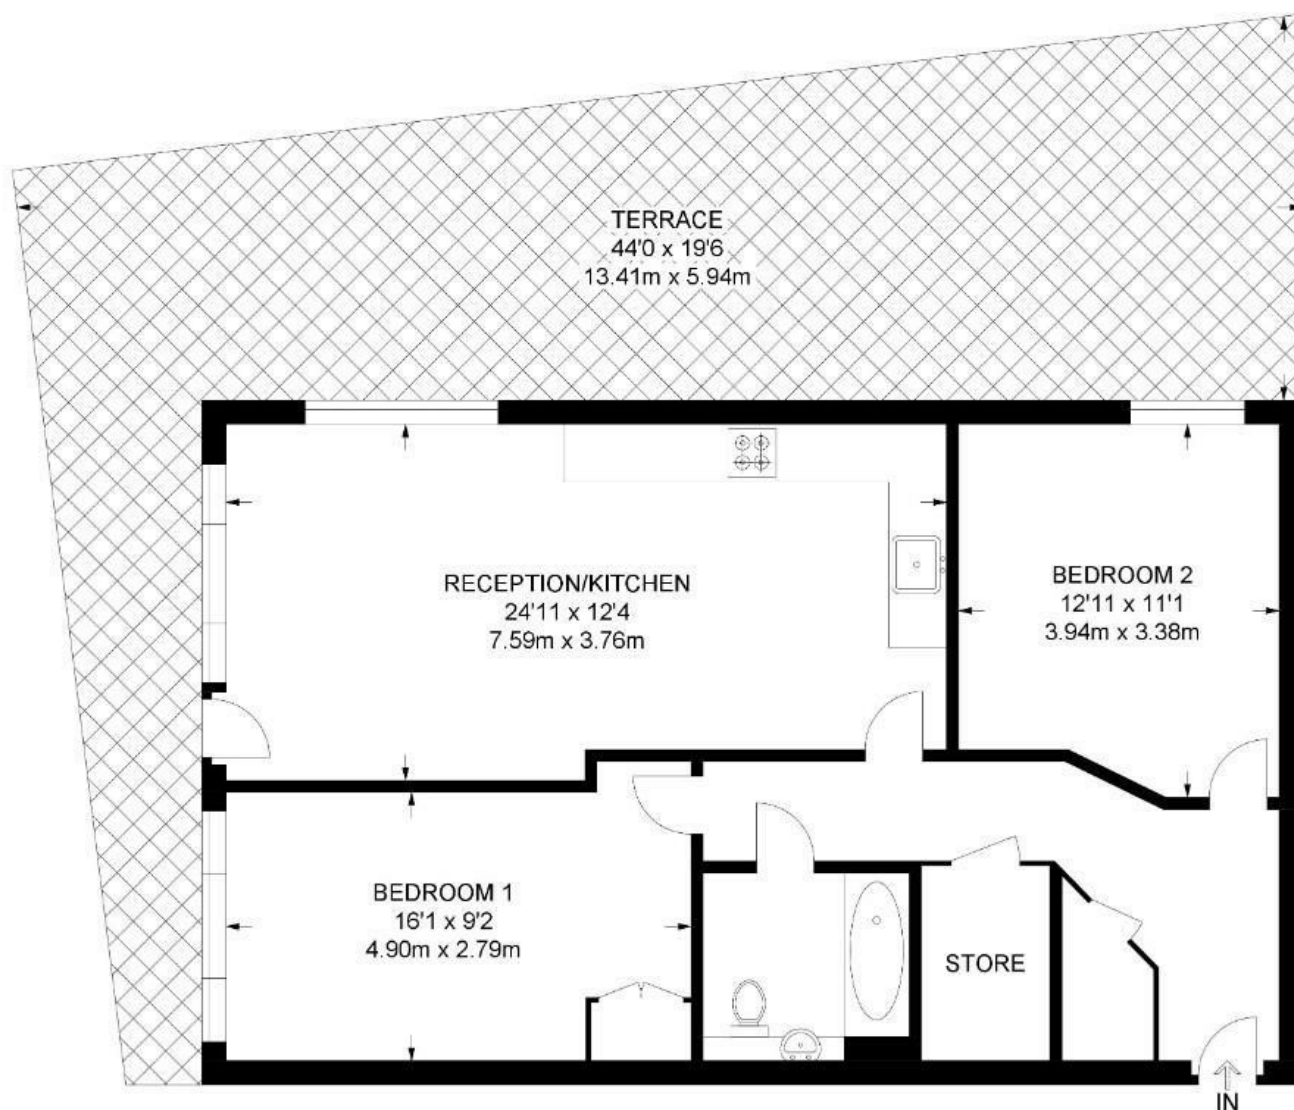 TERRACE
44'0 x 19'6
13.41m x 5.94m
RECEPTION/KITCHEN
24'11 x 12'4
7.59m x 3.76m
BEDROOM 2
12'11 x 11'1
3.94m x 3.38m
BEDROOM 1
16'1 x 9'2
4.90m x 2.79m
STORE
IN